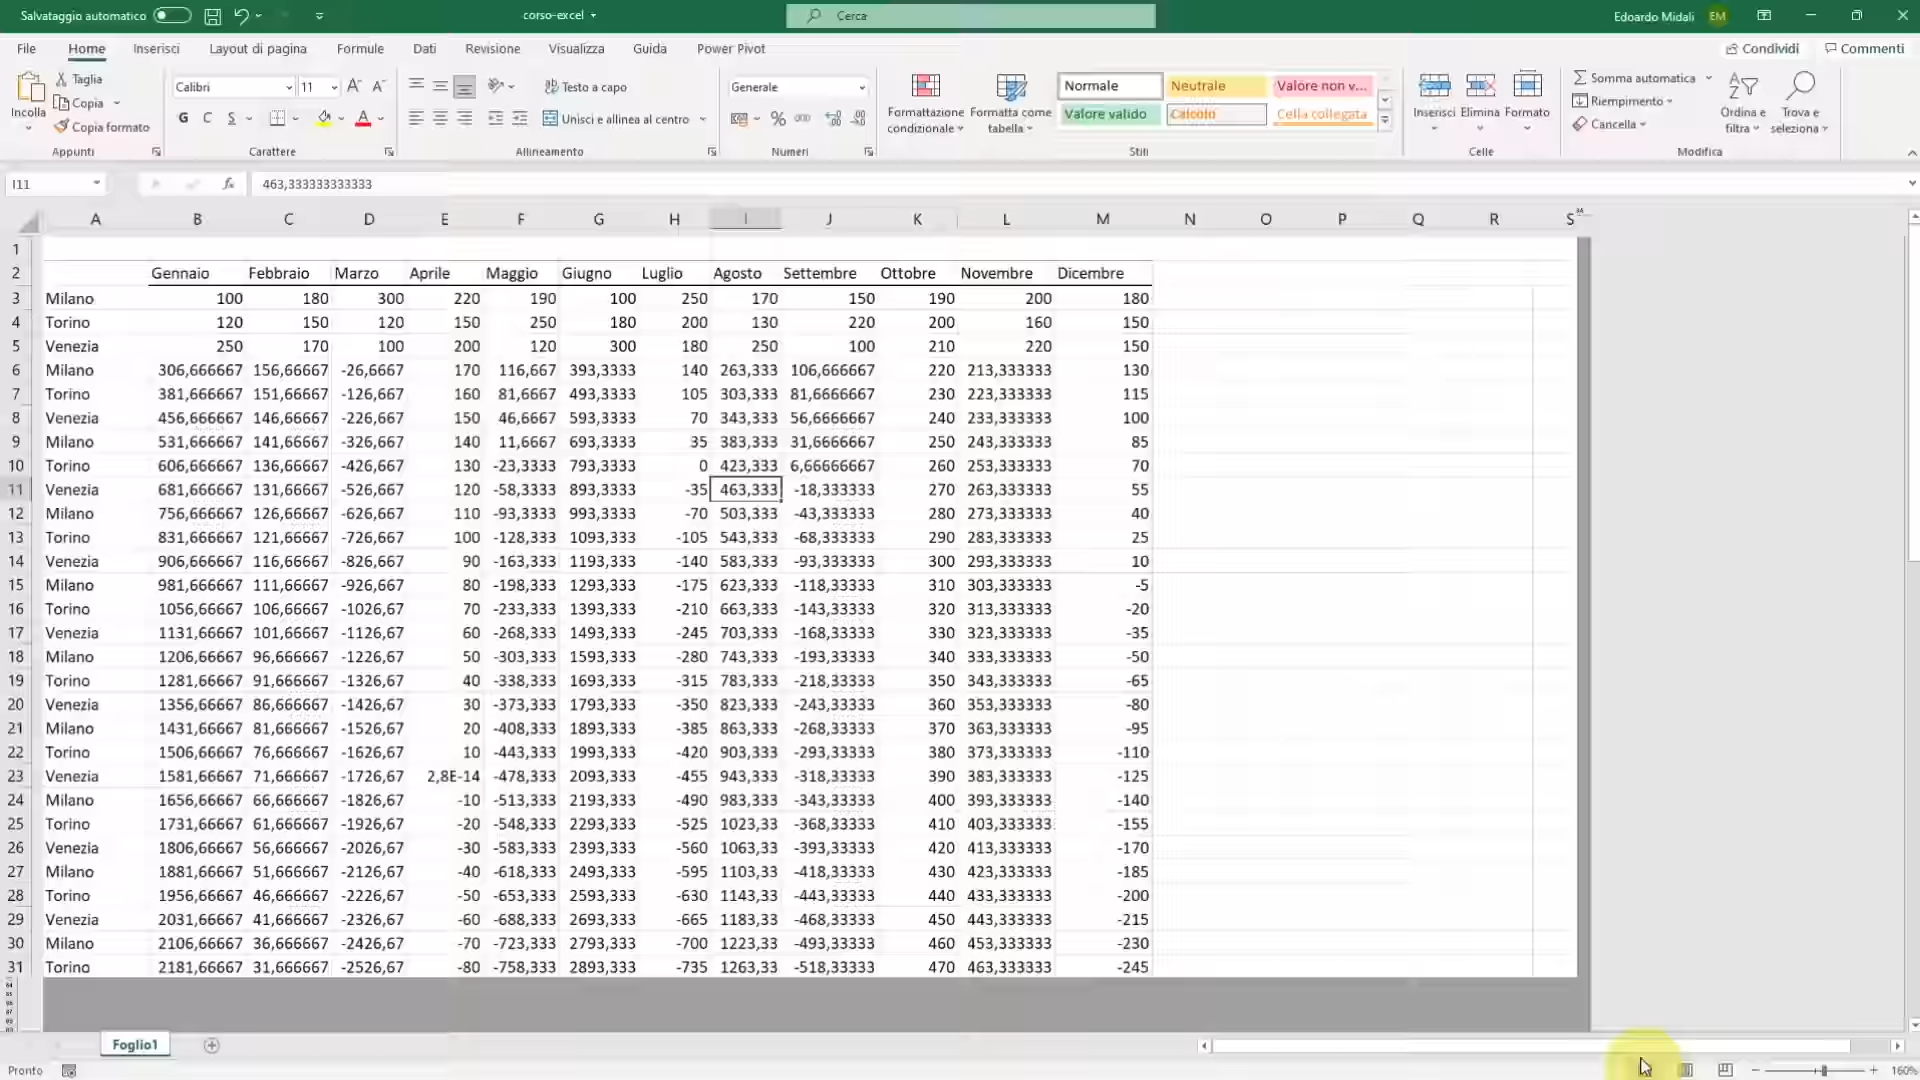 Salvataggio automatico
corso-excel
Cerca
Edoardo Midali EM
File Home Inserisci Layout di pagina Formule Dati Revisione Visualizza Guida Power Pivot
Condividi Commenti
Incolla
Taglia
Copia
Copia formato
Appunti
Calibri 11
G C S
Carattere
Testo a capo
Unisci e allinea al centro
Allineamento
Generale
% 000
Numeri
Formattazione condizionale
Formatta come tabella
Normale Neutrale Valore non v...
Valore valido Calcolo Cella collegata
Stili
Inserisci Elimina Formato
Celle
Somma automatica
Riempimento
Cancella
Ordina e filtra
Trova e seleziona
Modifica
I11 fx 463,333333333333
A B C D E F G H I J K L M N O P Q R S
1
2 Gennaio Febbraio Marzo Aprile Maggio Giugno Luglio Agosto Settembre Ottobre Novembre Dicembre
3 Milano 100 180 300 220 190 100 250 170 150 190 200 180
4 Torino 120 150 120 150 250 180 200 130 220 200 160 150
5 Venezia 250 170 100 200 120 300 180 250 100 210 220 150
6 Milano 306,666667 156,66667 -26,6667 170 116,667 393,3333 140 263,333 106,666667 220 213,333333 130
7 Torino 381,666667 151,66667 -126,667 160 81,6667 493,3333 105 303,333 81,6666667 230 223,333333 115
8 Venezia 456,666667 146,66667 -226,667 150 46,6667 593,3333 70 343,333 56,6666667 240 233,333333 100
9 Milano 531,666667 141,66667 -326,667 140 11,6667 693,3333 35 383,333 31,6666667 250 243,333333 85
10 Torino 606,666667 136,66667 -426,667 130 -23,3333 793,3333 0 423,333 6,66666667 260 253,333333 70
11 Venezia 681,666667 131,66667 -526,667 120 -58,3333 893,3333 -35 463,333 -18,333333 270 263,333333 55
12 Milano 756,666667 126,66667 -626,667 110 -93,3333 993,3333 -70 503,333 -43,333333 280 273,333333 40
13 Torino 831,666667 121,66667 -726,667 100 -128,333 1093,333 -105 543,333 -68,333333 290 283,333333 25
14 Venezia 906,666667 116,66667 -826,667 90 -163,333 1193,333 -140 583,333 -93,333333 300 293,333333 10
15 Milano 981,666667 111,66667 -926,667 80 -198,333 1293,333 -175 623,333 -118,33333 310 303,333333 -5
16 Torino 1056,66667 106,66667 -1026,67 70 -233,333 1393,333 -210 663,333 -143,33333 320 313,333333 -20
17 Venezia 1131,66667 101,66667 -1126,67 60 -268,333 1493,333 -245 703,333 -168,33333 330 323,333333 -35
18 Milano 1206,66667 96,666667 -1226,67 50 -303,333 1593,333 -280 743,333 -193,33333 340 333,333333 -50
19 Torino 1281,66667 91,666667 -1326,67 40 -338,333 1693,333 -315 783,333 -218,33333 350 343,333333 -65
20 Venezia 1356,66667 86,666667 -1426,67 30 -373,333 1793,333 -350 823,333 -243,33333 360 353,333333 -80
21 Milano 1431,66667 81,666667 -1526,67 20 -408,333 1893,333 -385 863,333 -268,33333 370 363,333333 -95
22 Torino 1506,66667 76,666667 -1626,67 10 -443,333 1993,333 -420 903,333 -293,33333 380 373,333333 -110
23 Venezia 1581,66667 71,666667 -1726,67 2,8E-14 -478,333 2093,333 -455 943,333 -318,33333 390 383,333333 -125
24 Milano 1656,66667 66,666667 -1826,67 -10 -513,333 2193,333 -490 983,333 -343,33333 400 393,333333 -140
25 Torino 1731,66667 61,666667 -1926,67 -20 -548,333 2293,333 -525 1023,33 -368,33333 410 403,333333 -155
26 Venezia 1806,66667 56,666667 -2026,67 -30 -583,333 2393,333 -560 1063,33 -393,33333 420 413,333333 -170
27 Milano 1881,66667 51,666667 -2126,67 -40 -618,333 2493,333 -595 1103,33 -418,33333 430 423,333333 -185
28 Torino 1956,66667 46,666667 -2226,67 -50 -653,333 2593,333 -630 1143,33 -443,33333 440 433,333333 -200
29 Venezia 2031,66667 41,666667 -2326,67 -60 -688,333 2693,333 -665 1183,33 -468,33333 450 443,333333 -215
30 Milano 2106,66667 36,666667 -2426,67 -70 -723,333 2793,333 -700 1223,33 -493,33333 460 453,333333 -230
31 Torino 2181,66667 31,666667 -2526,67 -80 -758,333 2893,333 -735 1263,33 -518,33333 470 463,333333 -245
Foglio1
Pronto
160%